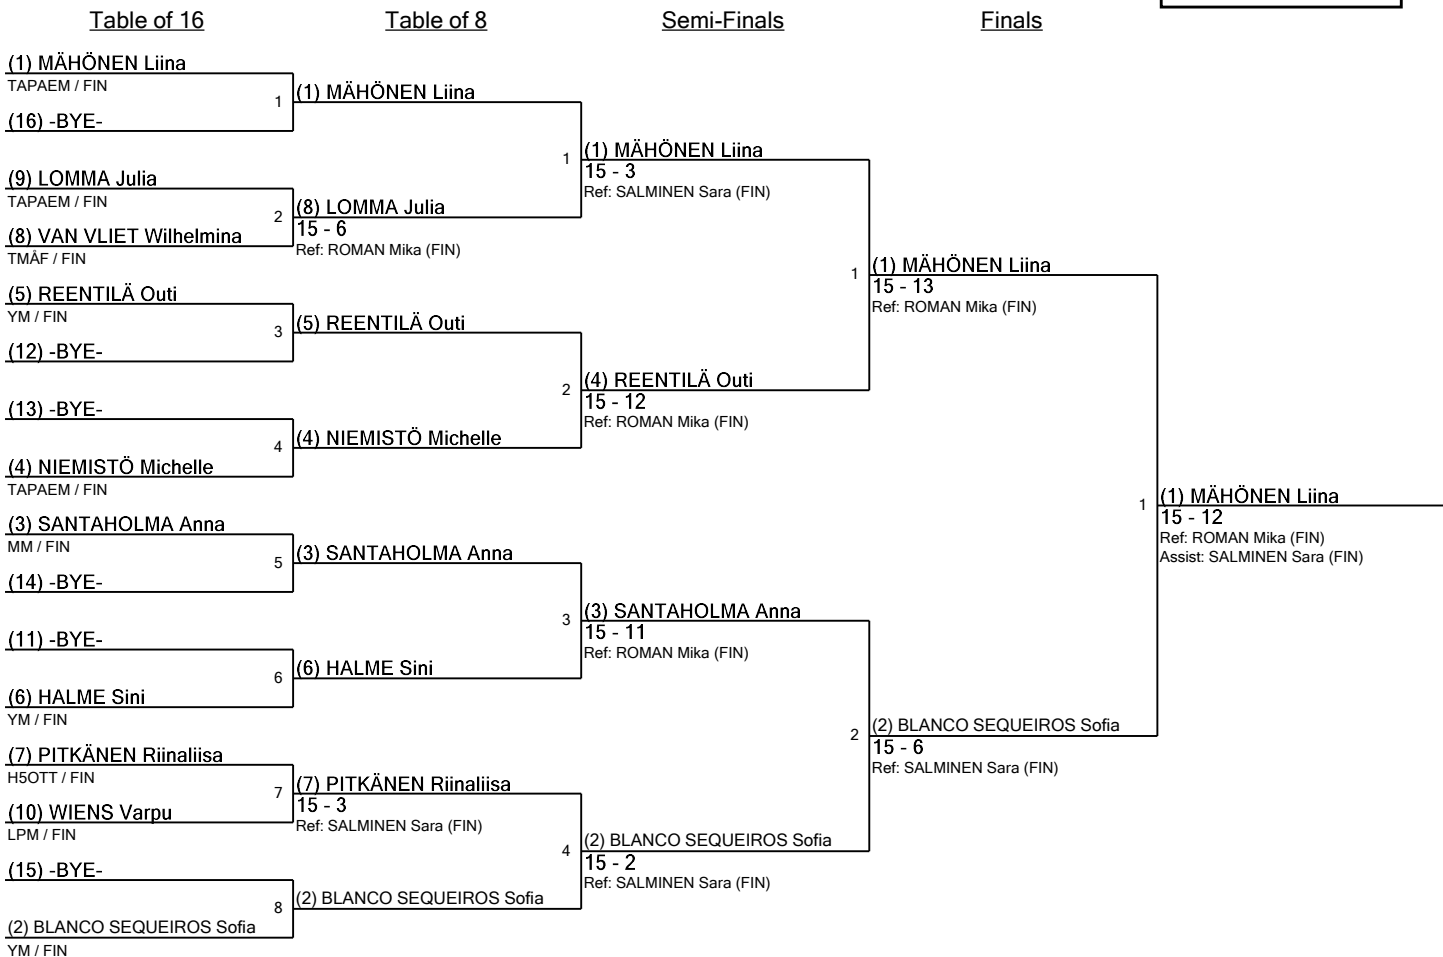 Table of 16
Table of 8
Semi-Finals
Finals
(1) MÄHÖNEN Liina
TAPAEM / FIN
(16) -BYE-
(9) LOMMA Julia
TAPAEM / FIN
(8) VAN VLIET Wilhelmina
TMÅF / FIN
(5) REENTILÄ Outi
YM / FIN
(12) -BYE-
(13) -BYE-
(4) NIEMISTÖ Michelle
TAPAEM / FIN
(3) SANTAHOLMA Anna
MM / FIN
(14) -BYE-
(11) -BYE-
(6) HALME Sini
YM / FIN
(7) PITKÄNEN Riinaliisa
H5OTT / FIN
(10) WIENS Varpu
LPM / FIN
(15) -BYE-
(2) BLANCO SEQUEIROS Sofia
YM / FIN
1
(1) MÄHÖNEN Liina
2
(8) LOMMA Julia
15 - 6
Ref: ROMAN Mika (FIN)
3
(5) REENTILÄ Outi
4
(4) NIEMISTÖ Michelle
5
(3) SANTAHOLMA Anna
6
(6) HALME Sini
7
(7) PITKÄNEN Riinaliisa
15 - 3
Ref: SALMINEN Sara (FIN)
8
(2) BLANCO SEQUEIROS Sofia
1
(1) MÄHÖNEN Liina
15 - 3
Ref: SALMINEN Sara (FIN)
2
(4) REENTILÄ Outi
15 - 12
Ref: ROMAN Mika (FIN)
3
(3) SANTAHOLMA Anna
15 - 11
Ref: ROMAN Mika (FIN)
4
(2) BLANCO SEQUEIROS Sofia
15 - 2
Ref: SALMINEN Sara (FIN)
1
(1) MÄHÖNEN Liina
15 - 13
Ref: ROMAN Mika (FIN)
2
(2) BLANCO SEQUEIROS Sofia
15 - 6
Ref: SALMINEN Sara (FIN)
1
(1) MÄHÖNEN Liina
15 - 12
Ref: ROMAN Mika (FIN)
Assist: SALMINEN Sara (FIN)